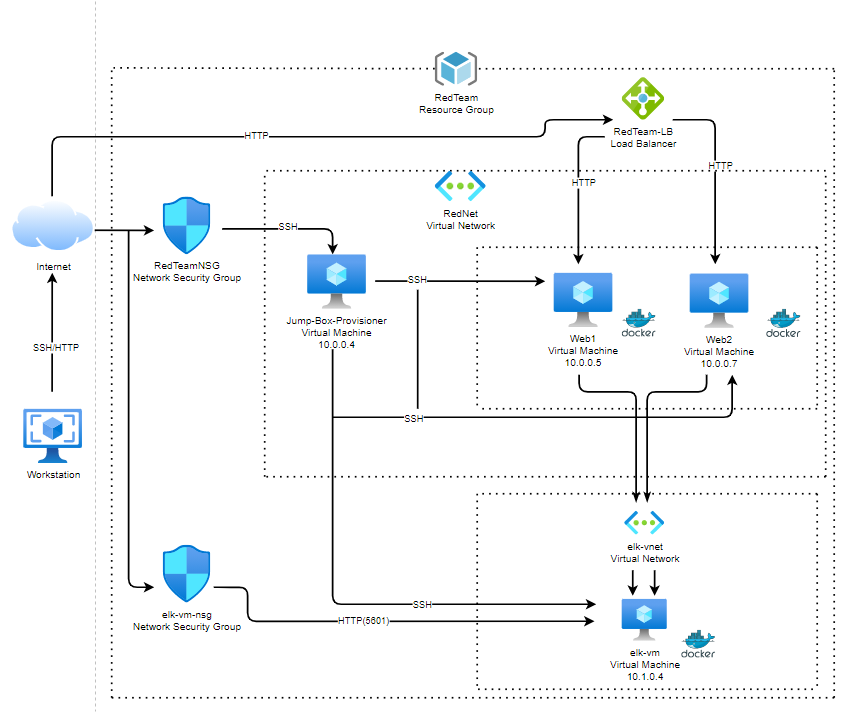 RedTeam
Resource Group
RedTeam-LB
Load Balancer
HTTP
HTTP
HTTP
RedNet
Virtual Network
SSH
Internet
RedTeamNSG
Network Security Group
SSH
Jump-Box-Provisioner
Virtual Machine
10.0.0.4
Web1
Virtual Machine
10.0.0.5
docker
Web2
Virtual Machine
10.0.0.7
docker
SSH/HTTP
SSH
Workstation
elk-vnet
Virtual Network
SSH
elk-vm-nsg
Network Security Group
HTTP(5601)
elk-vm
Virtual Machine
10.1.0.4
docker